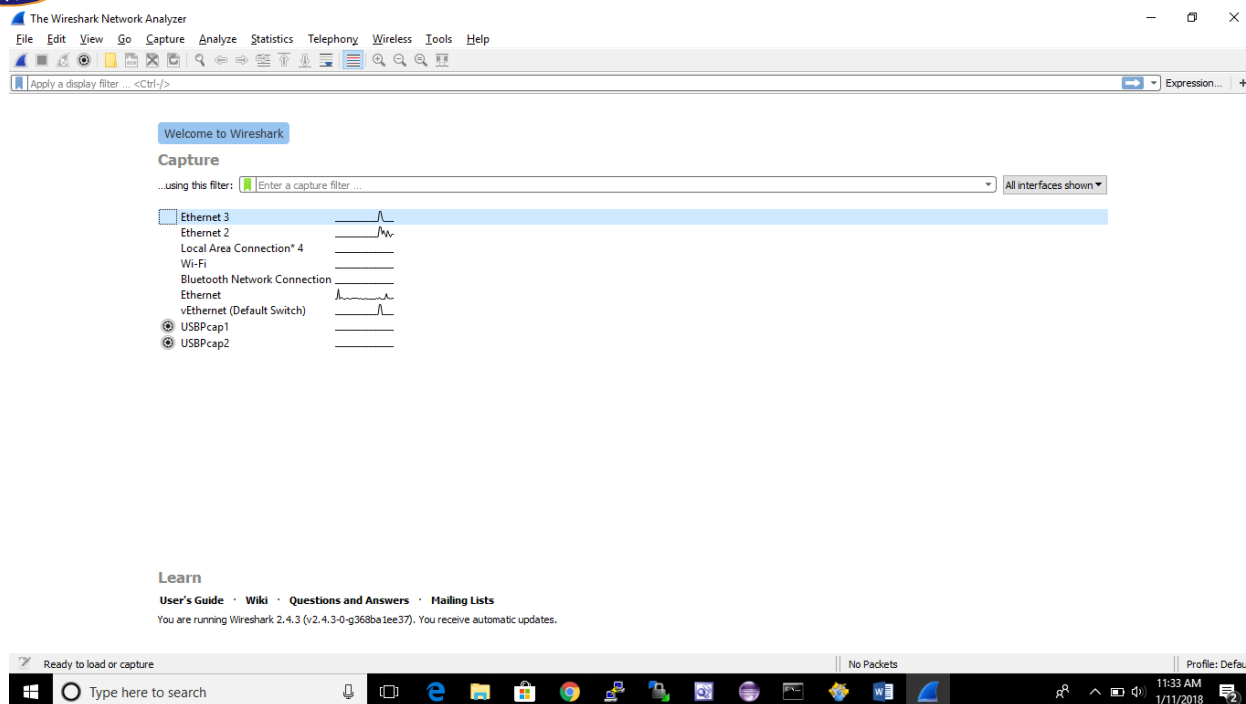 The Wireshark Network Analyzer
File Edit View Go Capture Analyze Statistics Telephony Wireless Tools Help
Apply a display filter ... <Ctrl-/>
Expression... +
Welcome to Wireshark
Capture
...using this filter: Enter a capture filter ... All interfaces shown
Ethernet 3
Ethernet 2
Local Area Connection* 4
Wi-Fi
Bluetooth Network Connection
Ethernet
vEthernet (Default Switch)
USBPcap1
USBPcap2
Learn
User's Guide · Wiki · Questions and Answers · Mailing Lists
You are running Wireshark 2.4.3 (v2.4.3-0-g368ba1ee37). You receive automatic updates.
Ready to load or capture No Packets Profile: Defau
Type here to search
11:33 AM
1/11/2018
2